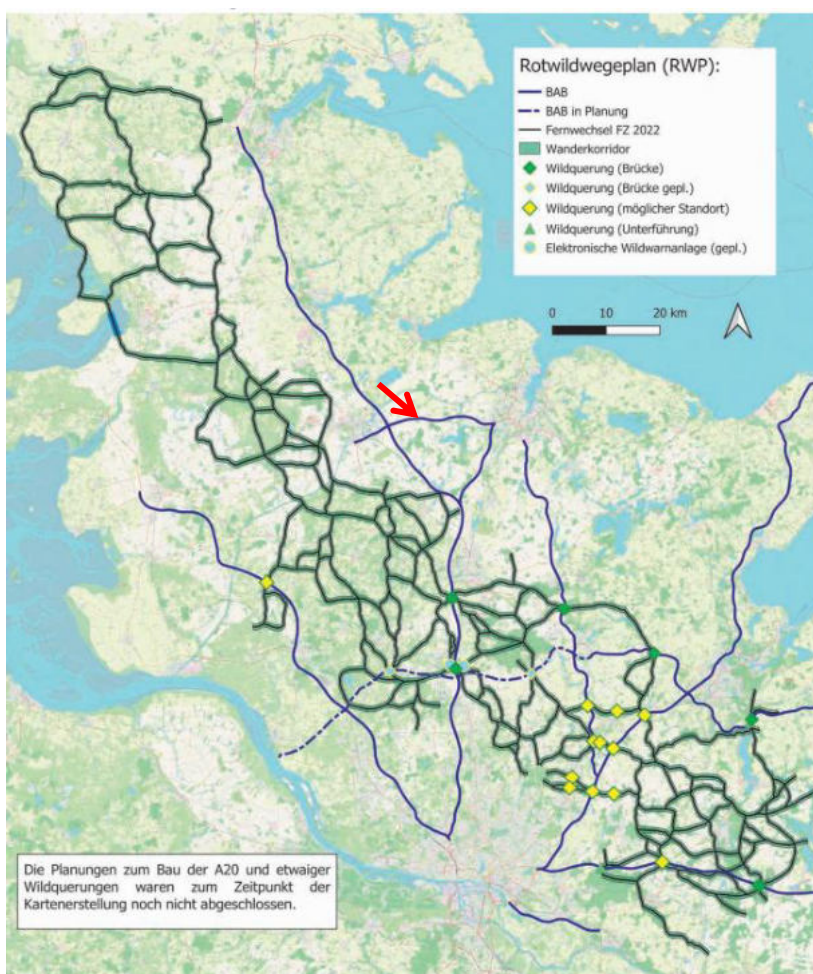 Rotwildwegeplan (RWP):
BAB
BAB in Planung
Fernwechsel FZ 2022
Wanderkorridor
Wildquerung (Brücke)
Wildquerung (Brücke gepl.)
Wildquerung (möglicher Standort)
Wildquerung (Unterführung)
Elektronische Wildwarnanlage (gepl.)
0 10 20 km
Die Planungen zum Bau der A20 und etwaiger
Wildquerungen waren zum Zeitpunkt der
Kartenerstellung noch nicht abgeschlossen.